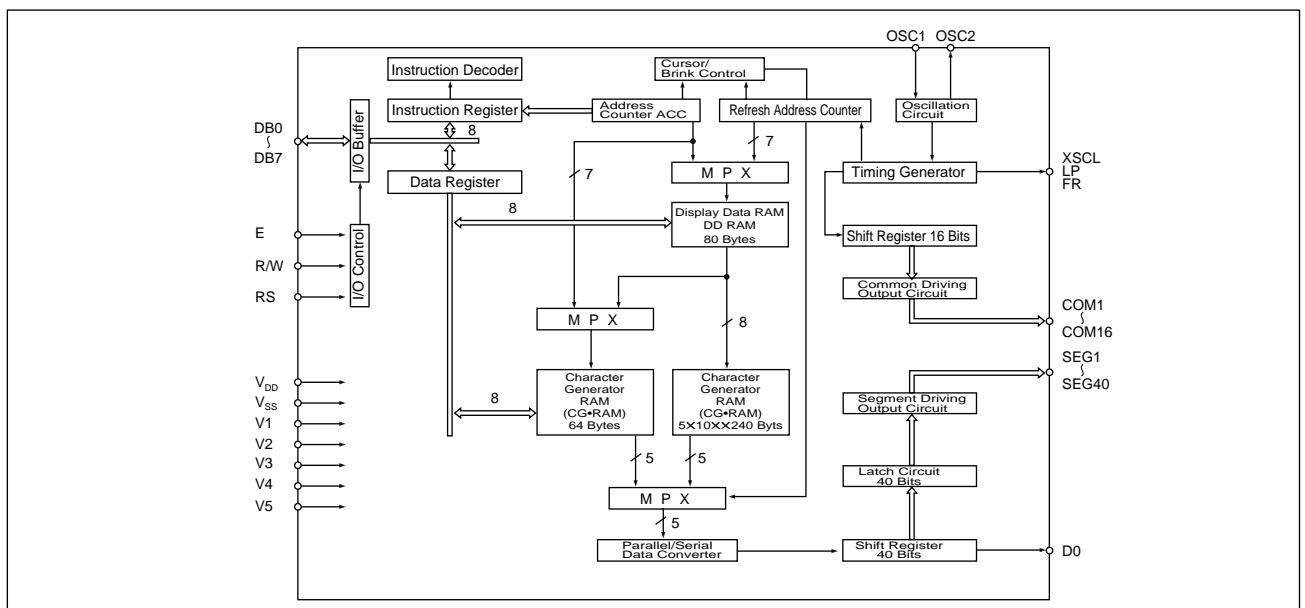 OSC1 OSC2
Instruction Decoder
Cursor/
Brink Control
Instruction Register
Address
Counter ACC
Refresh Address Counter
Oscillation
Circuit
DB0
~
DB7
I/O Buffer
8
7
7
Data Register
M P X
Timing Generator
XSCL
LP
FR
8
Display Data RAM
DD RAM
80 Bytes
Shift Register 16 Bits
E
R/W
RS
I/O Control
Common Driving
Output Circuit
M P X
8
COM1
~
COM16
SEG1
~
SEG40
VDD
VSS
V1
V2
V3
V4
V5
8
Character
Generator
RAM
(CG•RAM)
64 Bytes
Character
Generator
RAM
(CG•RAM)
5X10XX240 Byts
Segment Driving
Output Circuit
5
5
Latch Circuit
40 Bits
M P X
5
Parallel/Serial
Data Converter
Shift Register
40 Bits
D0